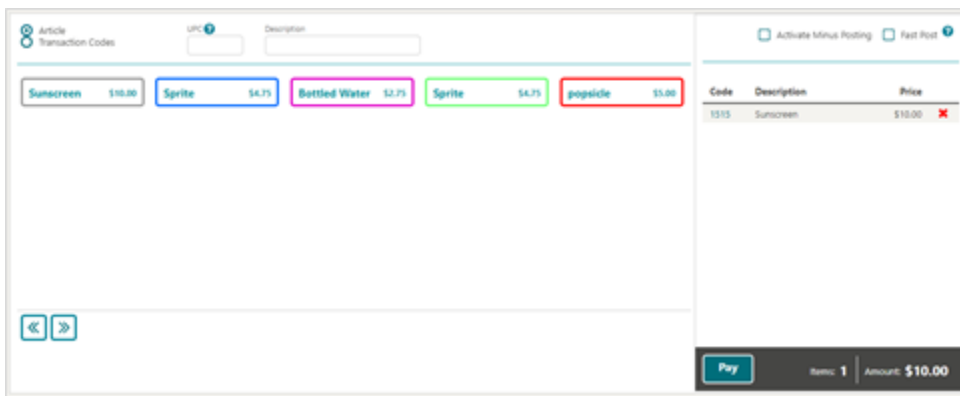 Article
Transaction Codes
UPC ?
Description
Activate Minus Posting
Fast Post ?
Sunscreen $10.00
Sprite $4.75
Bottled Water $2.75
Sprite $4.75
popsicle $5.00
Code Description Price
1515 Sunscreen $10.00
Pay
Items: 1
Amount: $10.00